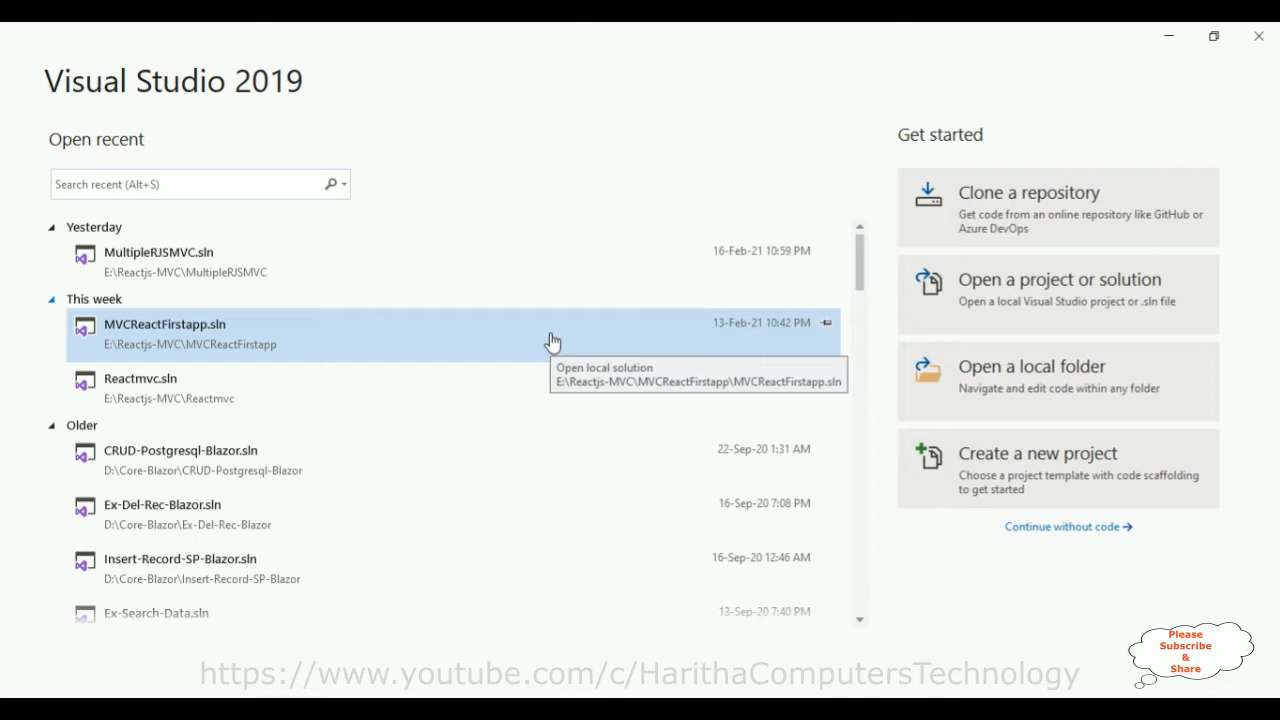 Visual Studio 2019
Open recent
Search recent (Alt+S)
Yesterday
MultipleRJSMVC.sln 16-Feb-21 10:59 PM
E:\Reactjs-MVC\MultipleRJSMVC
This week
MVCReactFirstapp.sln 13-Feb-21 10:42 PM
E:\Reactjs-MVC\MVCReactFirstapp
Open local solution
E:\Reactjs-MVC\MVCReactFirstapp\MVCReactFirstapp.sln
Reactmvc.sln
E:\Reactjs-MVC\Reactmvc
Older
CRUD-Postgresql-Blazor.sln 22-Sep-20 1:31 AM
D:\Core-Blazor\CRUD-Postgresql-Blazor
Ex-Del-Rec-Blazor.sln 16-Sep-20 7:08 PM
D:\Core-Blazor\Ex-Del-Rec-Blazor
Insert-Record-SP-Blazor.sln 16-Sep-20 12:46 AM
D:\Core-Blazor\Insert-Record-SP-Blazor
Ex-Search-Data.sln 13-Sep-20 7:40 PM
Get started
Clone a repository
Get code from an online repository like GitHub or
Azure DevOps
Open a project or solution
Open a local Visual Studio project or .sln file
Open a local folder
Navigate and edit code within any folder
Create a new project
Choose a project template with code scaffolding
to get started
Continue without code
Please
Subscribe
&
Share
https://www.youtube.com/c/HarithaComputersTechnology